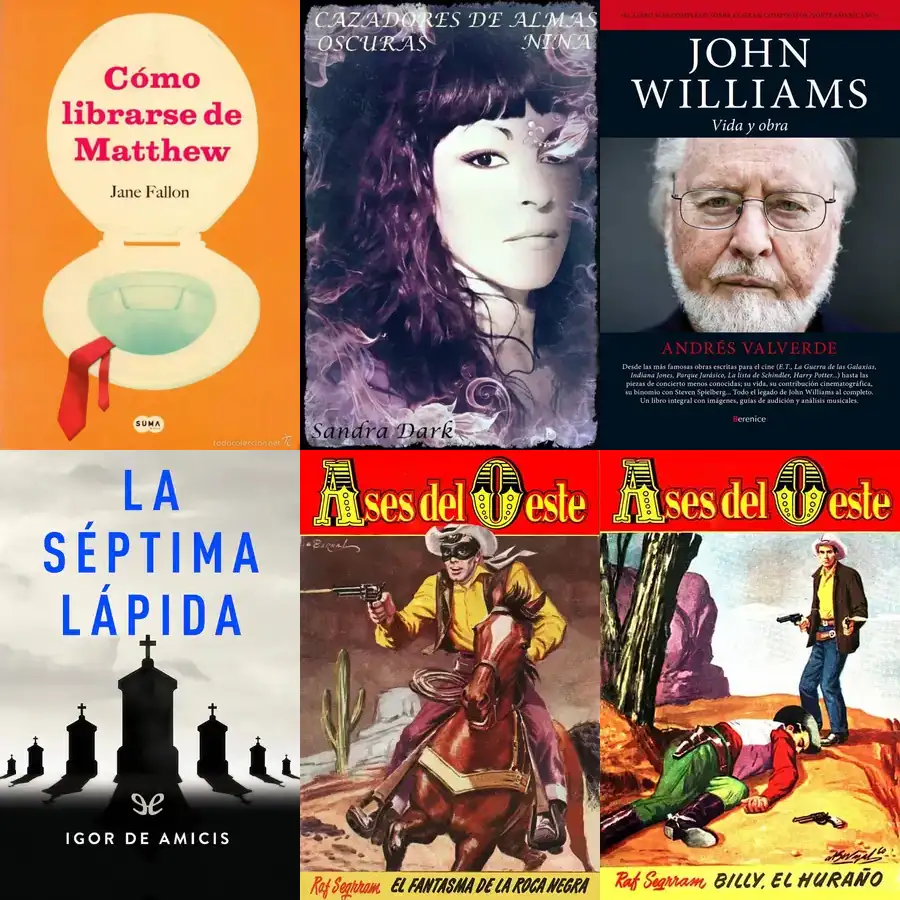 Cómo
librarse de
Matthew
Jane Fallon
SUMA
todocoleccion.net
CAZADORES DE ALMAS
OSCURAS NINA
Sandra Dark
JOHN
WILLIAMS
Vida y obra
ANDRÉS VALVERDE
Desde las más famosas obras escritas para el cine (E.T., La Guerra de las Galaxias,
Indiana Jones, Parque Jurásico, La lista de Schindler, Harry Potter...) hasta las
piezas de concierto menos conocidas; su vida, su contribución cinematográfica,
su binomio con Steven Spielberg... Todo el legado de John Williams al completo.
Un libro integral con imágenes, guías de audición y análisis musicales.
Berenice
LA
SÉPTIMA
LÁPIDA
IGOR DE AMICIS
Ases del Oeste
Raf Segrram EL FANTASMA DE LA ROCA NEGRA
Ases del Oeste
Raf Segrram BILLY, EL HURAÑO